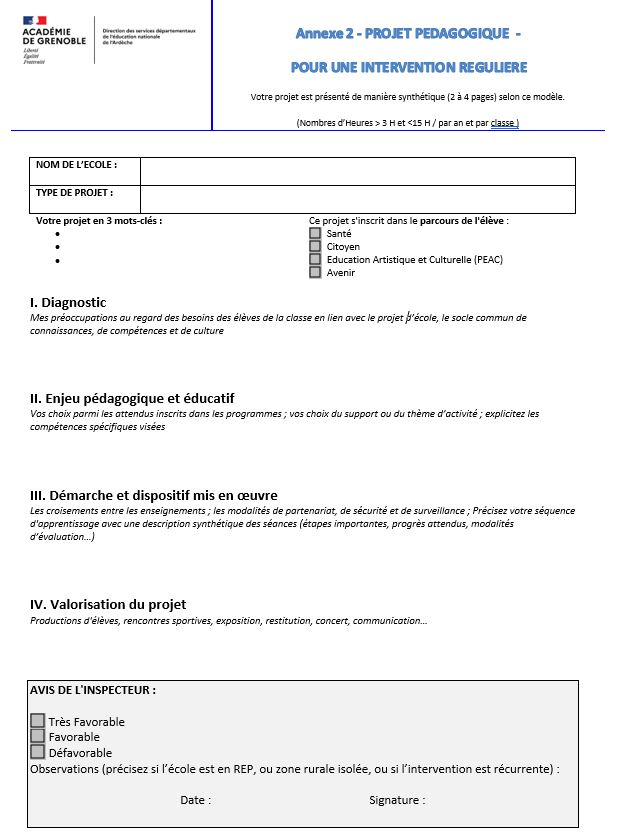 ACADÉMIE
DE GRENOBLE
Liberté
Égalité
Fraternité
Direction des services départementaux
de l'éducation nationale
de l'Ardèche
Annexe 2 - PROJET PEDAGOGIQUE -
POUR UNE INTERVENTION REGULIERE
Votre projet est présenté de manière synthétique (2 à 4 pages) selon ce modèle.
(Nombres d'Heures > 3 H et <15 H / par an et par classe )
NOM DE L'ECOLE :
TYPE DE PROJET :
Votre projet en 3 mots-clés :
•
•
•
Ce projet s'inscrit dans le parcours de l'élève :
Santé
Citoyen
Education Artistique et Culturelle (PEAC)
Avenir
I. Diagnostic
Mes préoccupations au regard des besoins des élèves de la classe en lien avec le projet d'école, le socle commun de
connaissances, de compétences et de culture
II. Enjeu pédagogique et éducatif
Vos choix parmi les attendus inscrits dans les programmes ; vos choix du support ou du thème d'activité ; explicitez les
compétences spécifiques visées
III. Démarche et dispositif mis en œuvre
Les croisements entre les enseignements ; les modalités de partenariat, de sécurité et de surveillance ; Précisez votre séquence
d'apprentissage avec une description synthétique des séances (étapes importantes, progrès attendus, modalités
d'évaluation...)
IV. Valorisation du projet
Productions d'élèves, rencontres sportives, exposition, restitution, concert, communication...
AVIS DE L'INSPECTEUR :
Très Favorable
Favorable
Défavorable
Observations (précisez si l'école est en REP, ou zone rurale isolée, ou si l'intervention est récurrente) :
Date : Signature :